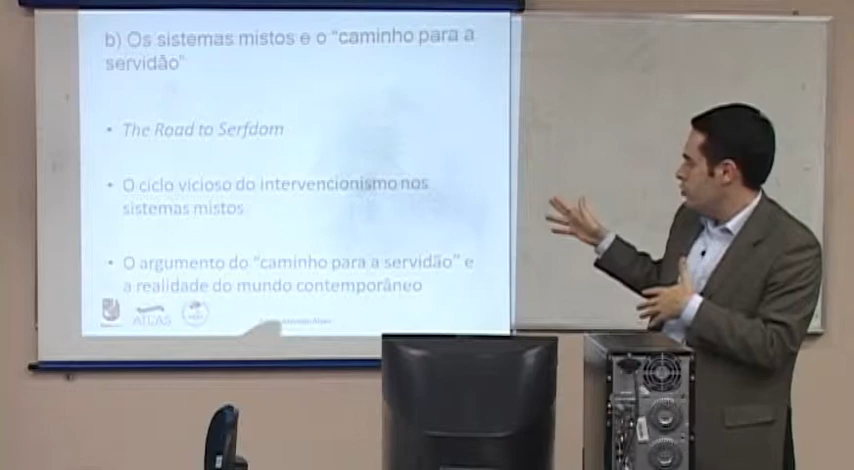 b) Os sistemas mistos e o "caminho para a
servidão"
• The Road to Serfdom
• O ciclo vicioso do intervencionismo nos
sistemas mistos
• O argumento do "caminho para a servidão" e
a realidade do mundo contemporâneo
ATLAS